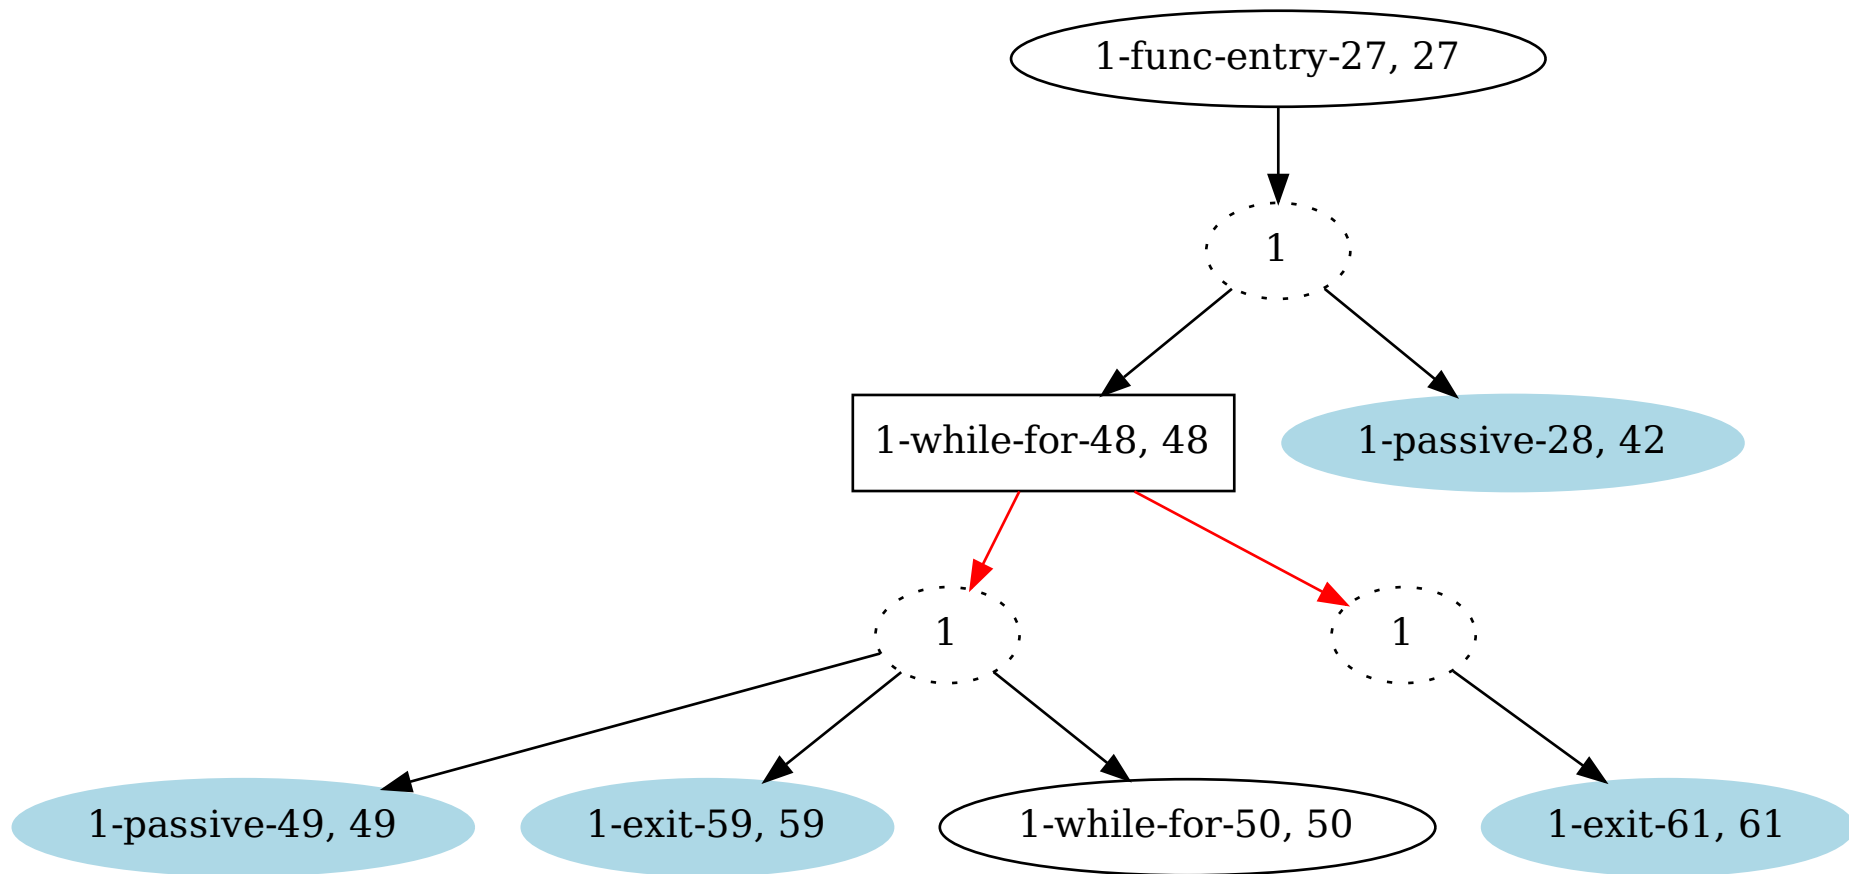 1-func-entry-27, 27
1
1-while-for-48, 48
1-passive-28, 42
1
1
1-passive-49, 49
1-exit-59, 59
1-while-for-50, 50
1-exit-61, 61